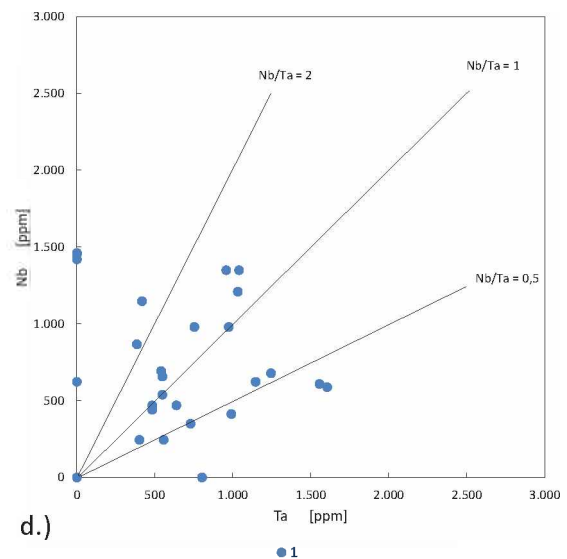 3.000
2.500
2.000
1.500
1.000
500
0
Nb [ppm]
Nb/Ta = 2
Nb/Ta = 1
Nb/Ta = 0,5
0 500 1.000 1.500 2.000 2.500 3.000
Ta [ppm]
d.)
1